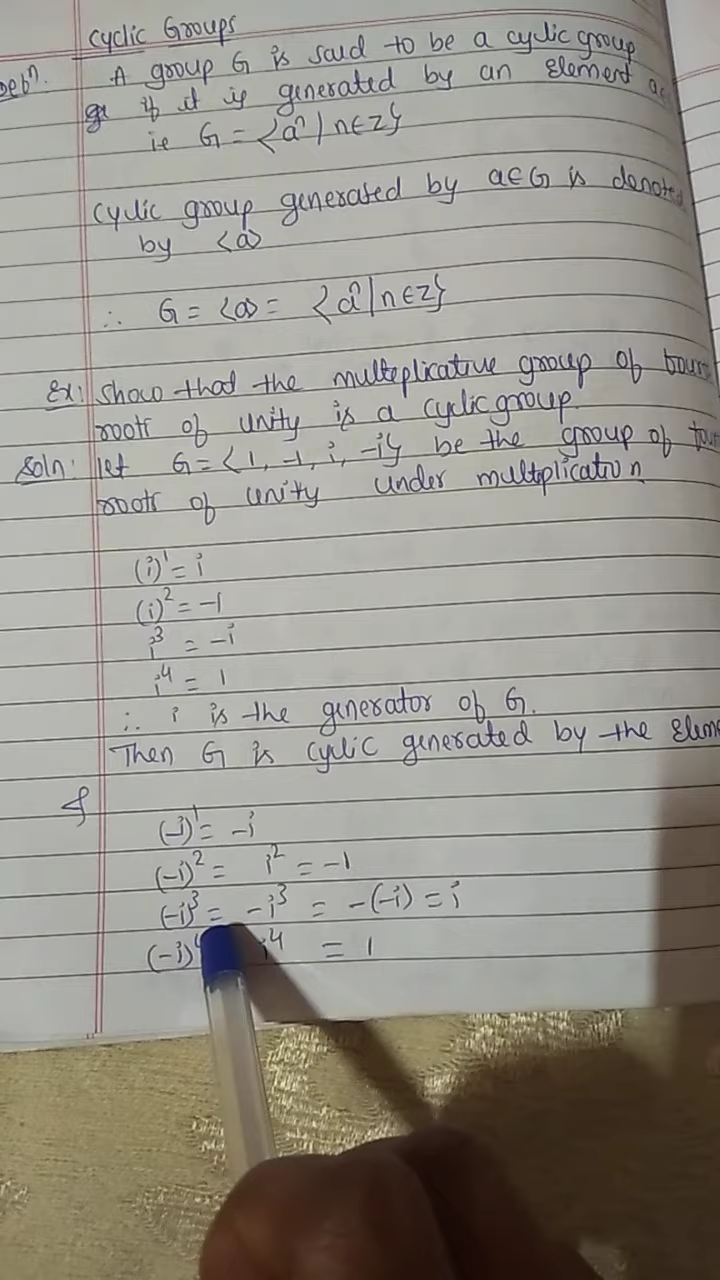 Cyclic Groups
Defn. A group G is said to be a cyclic group
if it is generated by an element
ie G = {aⁿ | n∈Z}
Cyclic group generated by a∈G is denoted
by <a>
∴ G = <a> = {aⁿ | n∈Z}
Ex: Show that the multiplicative group of
roots of unity is a cyclic group.
Soln: let G = {1, -1, i, -i} be the group of
roots of unity under multiplication
(i)¹ = i
(i)² = -1
i³ = -i
i⁴ = 1
∴ i is the generator of G.
Then G is cyclic generated by the
&
(-i)¹ = -i
(-i)² = i² = -1
(-i)³ = -i³ = -(-i) = i
(-i)⁴ i⁴ = 1